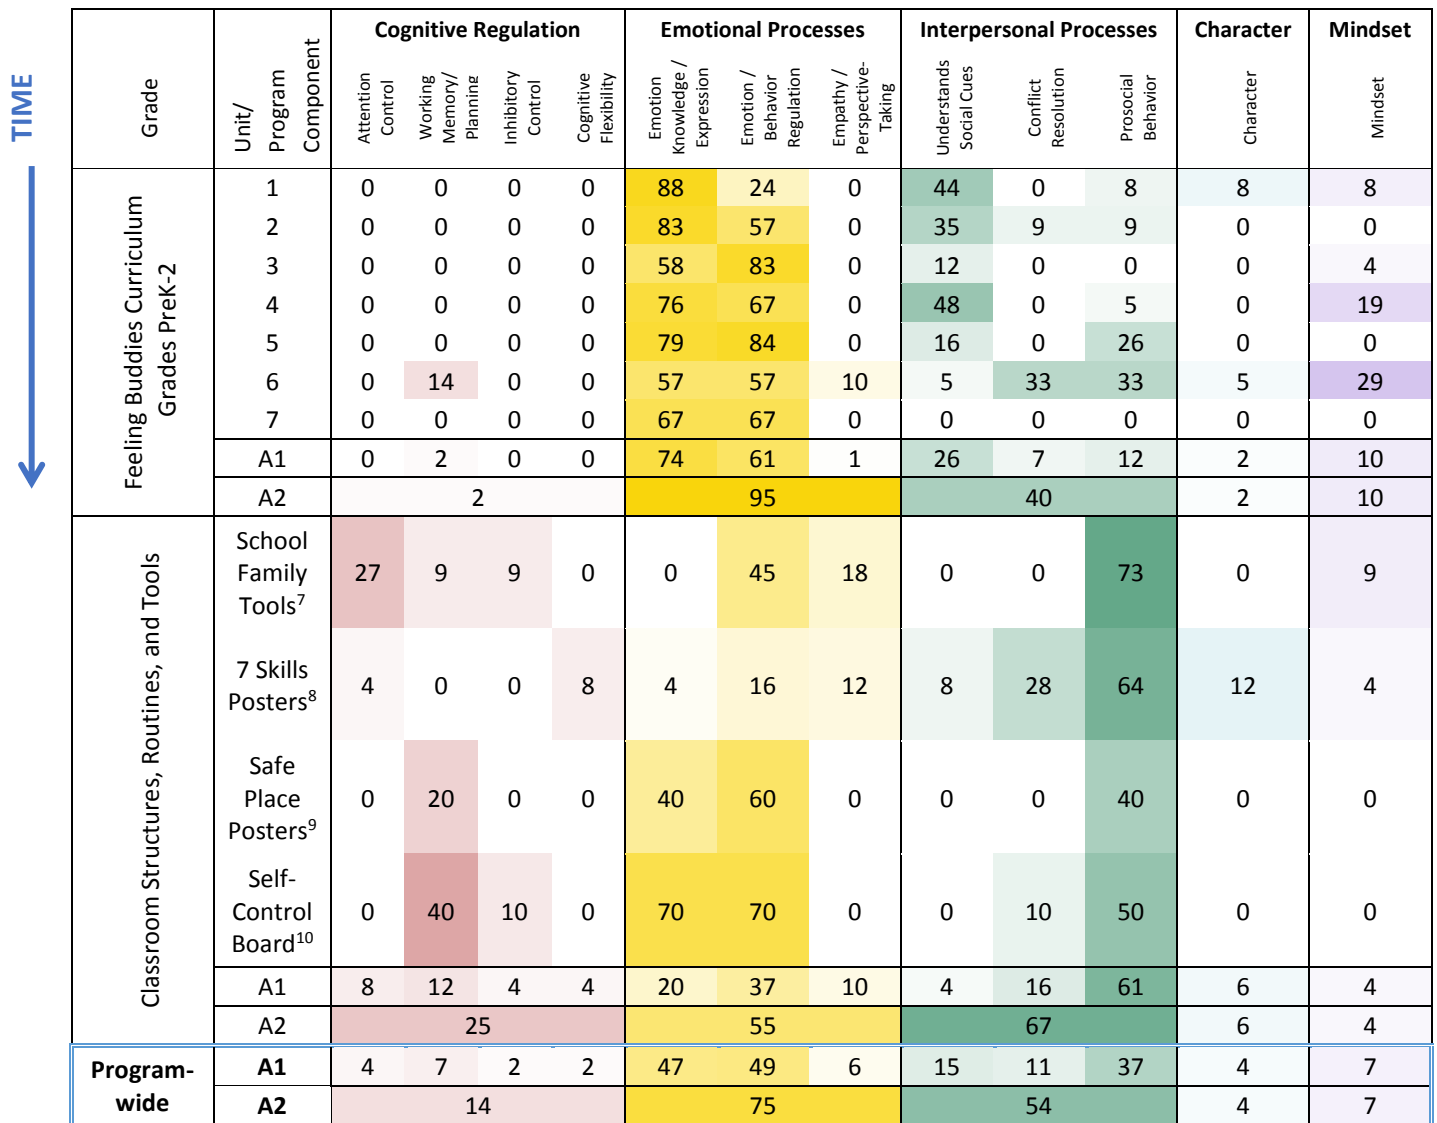 TIME
Grade
Unit/
Program
Component
Cognitive Regulation
Emotional Processes
Interpersonal Processes
Character
Mindset
Attention
Control
Working
Memory/
Planning
Inhibitory
Control
Cognitive
Flexibility
Emotion
Knowledge /
Expression
Emotion /
Behavior
Regulation
Empathy /
Perspective-
Taking
Understands
Social Cues
Conflict
Resolution
Prosocial
Behavior
Character
Mindset
Feeling Buddies Curriculum
Grades PreK-2
1 0 0 0 0 88 24 0 44 0 8 8 8
2 0 0 0 0 83 57 0 35 9 9 0 0
3 0 0 0 0 58 83 0 12 0 0 0 4
4 0 0 0 0 76 67 0 48 0 5 0 19
5 0 0 0 0 79 84 0 16 0 26 0 0
6 0 14 0 0 57 57 10 5 33 33 5 29
7 0 0 0 0 67 67 0 0 0 0 0 0
A1 0 2 0 0 74 61 1 26 7 12 2 10
A2 2 95 40 2 10
Classroom Structures, Routines, and Tools
School
Family
Tools⁷
27 9 9 0 0 45 18 0 0 73 0 9
7 Skills
Posters⁸
4 0 0 8 4 16 12 8 28 64 12 4
Safe
Place
Posters⁹
0 20 0 0 40 60 0 0 0 40 0 0
Self-
Control
Board¹⁰
0 40 10 0 70 70 0 0 10 50 0 0
A1 8 12 4 4 20 37 10 4 16 61 6 4
A2 25 55 67 6 4
Program-
wide
A1 4 7 2 2 47 49 6 15 11 37 4 7
A2 14 75 54 4 7